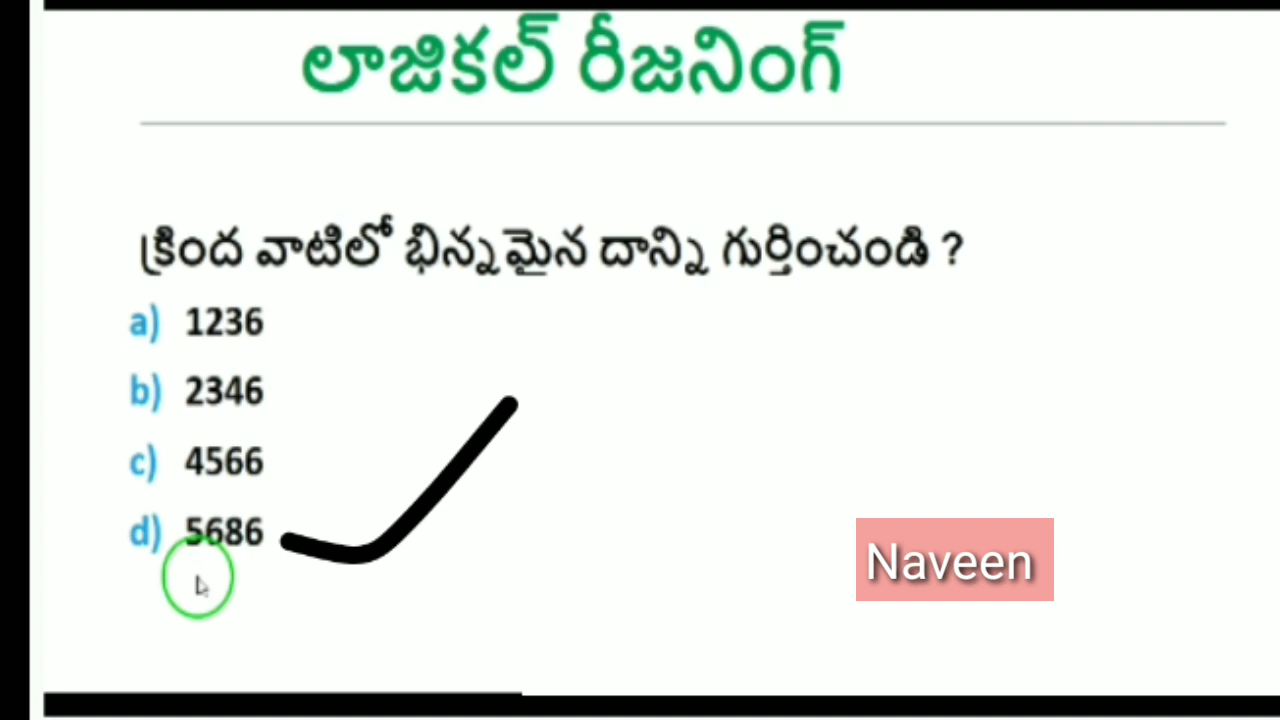 లాజికల్ రీజనింగ్
క్రింద వాటిలో భిన్నమైన దాన్ని గుర్తించండి ?
a) 1236
b) 2346
c) 4566
d) 5686
Naveen